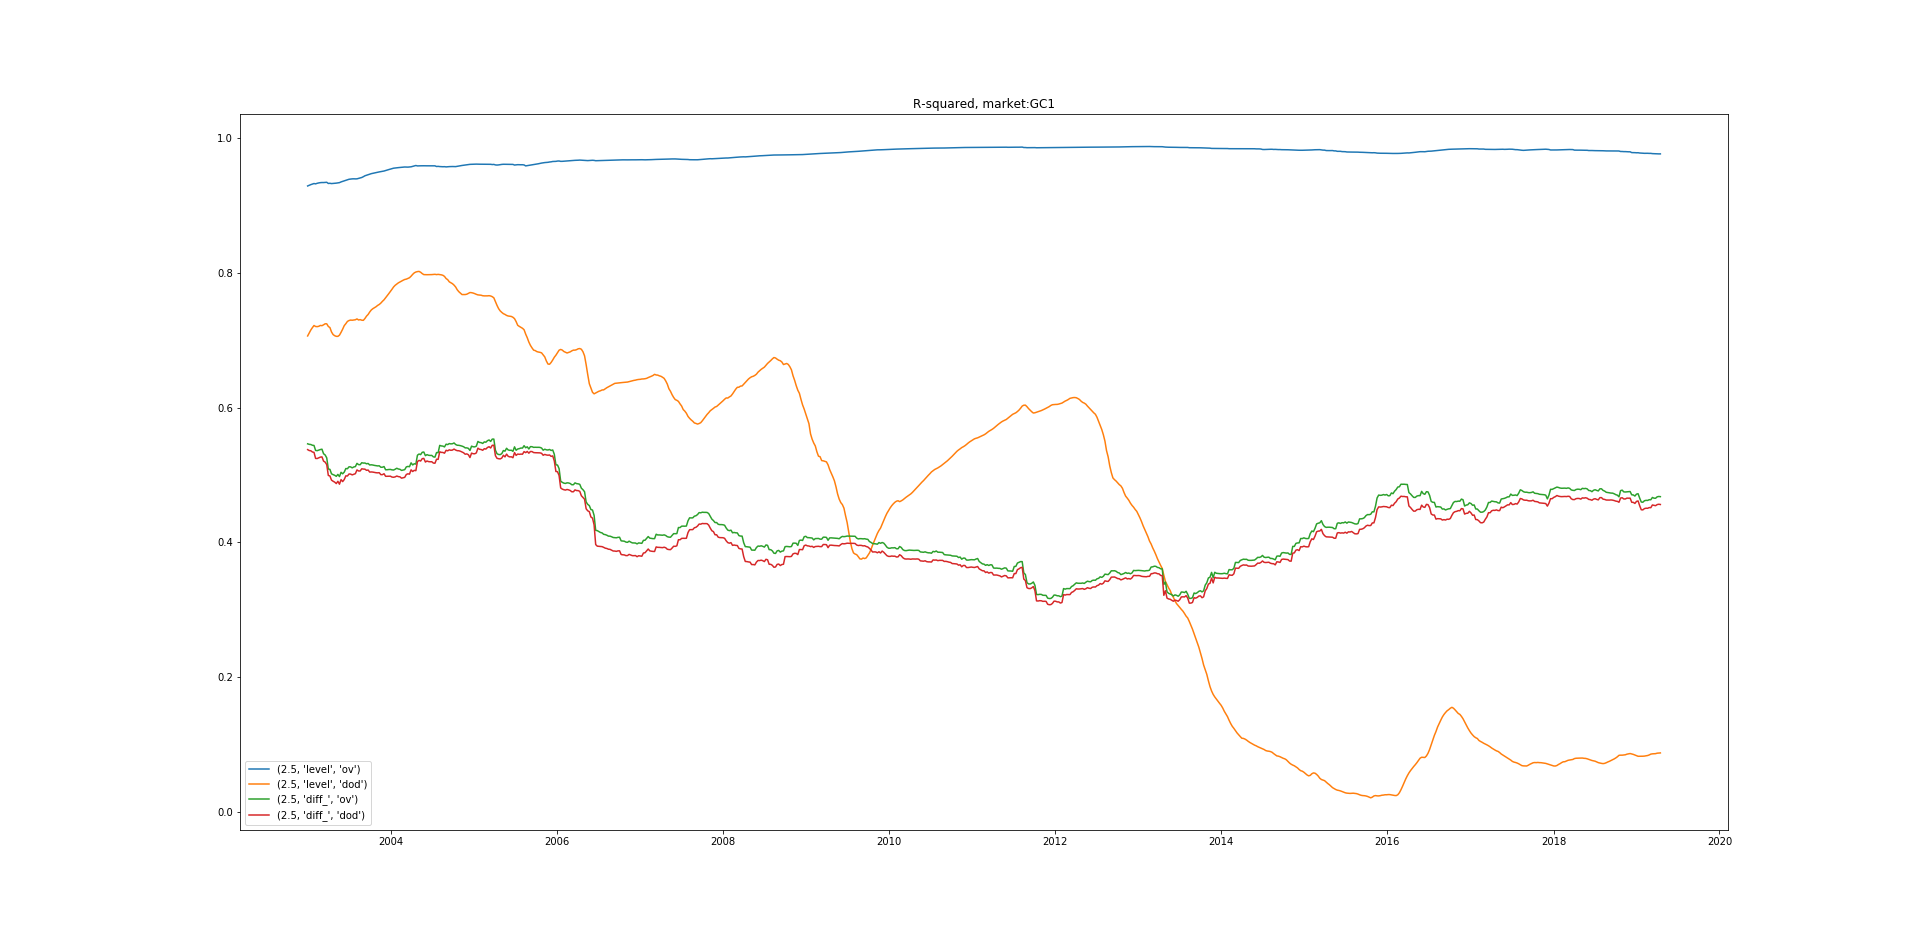 R-squared, market:GC1
1.0
0.8
0.6
0.4
0.2
0.0
(2.5, 'level', 'ov')
(2.5, 'level', 'dod')
(2.5, 'diff_', 'ov')
(2.5, 'diff_', 'dod')
2004 2006 2008 2010 2012 2014 2016 2018 2020